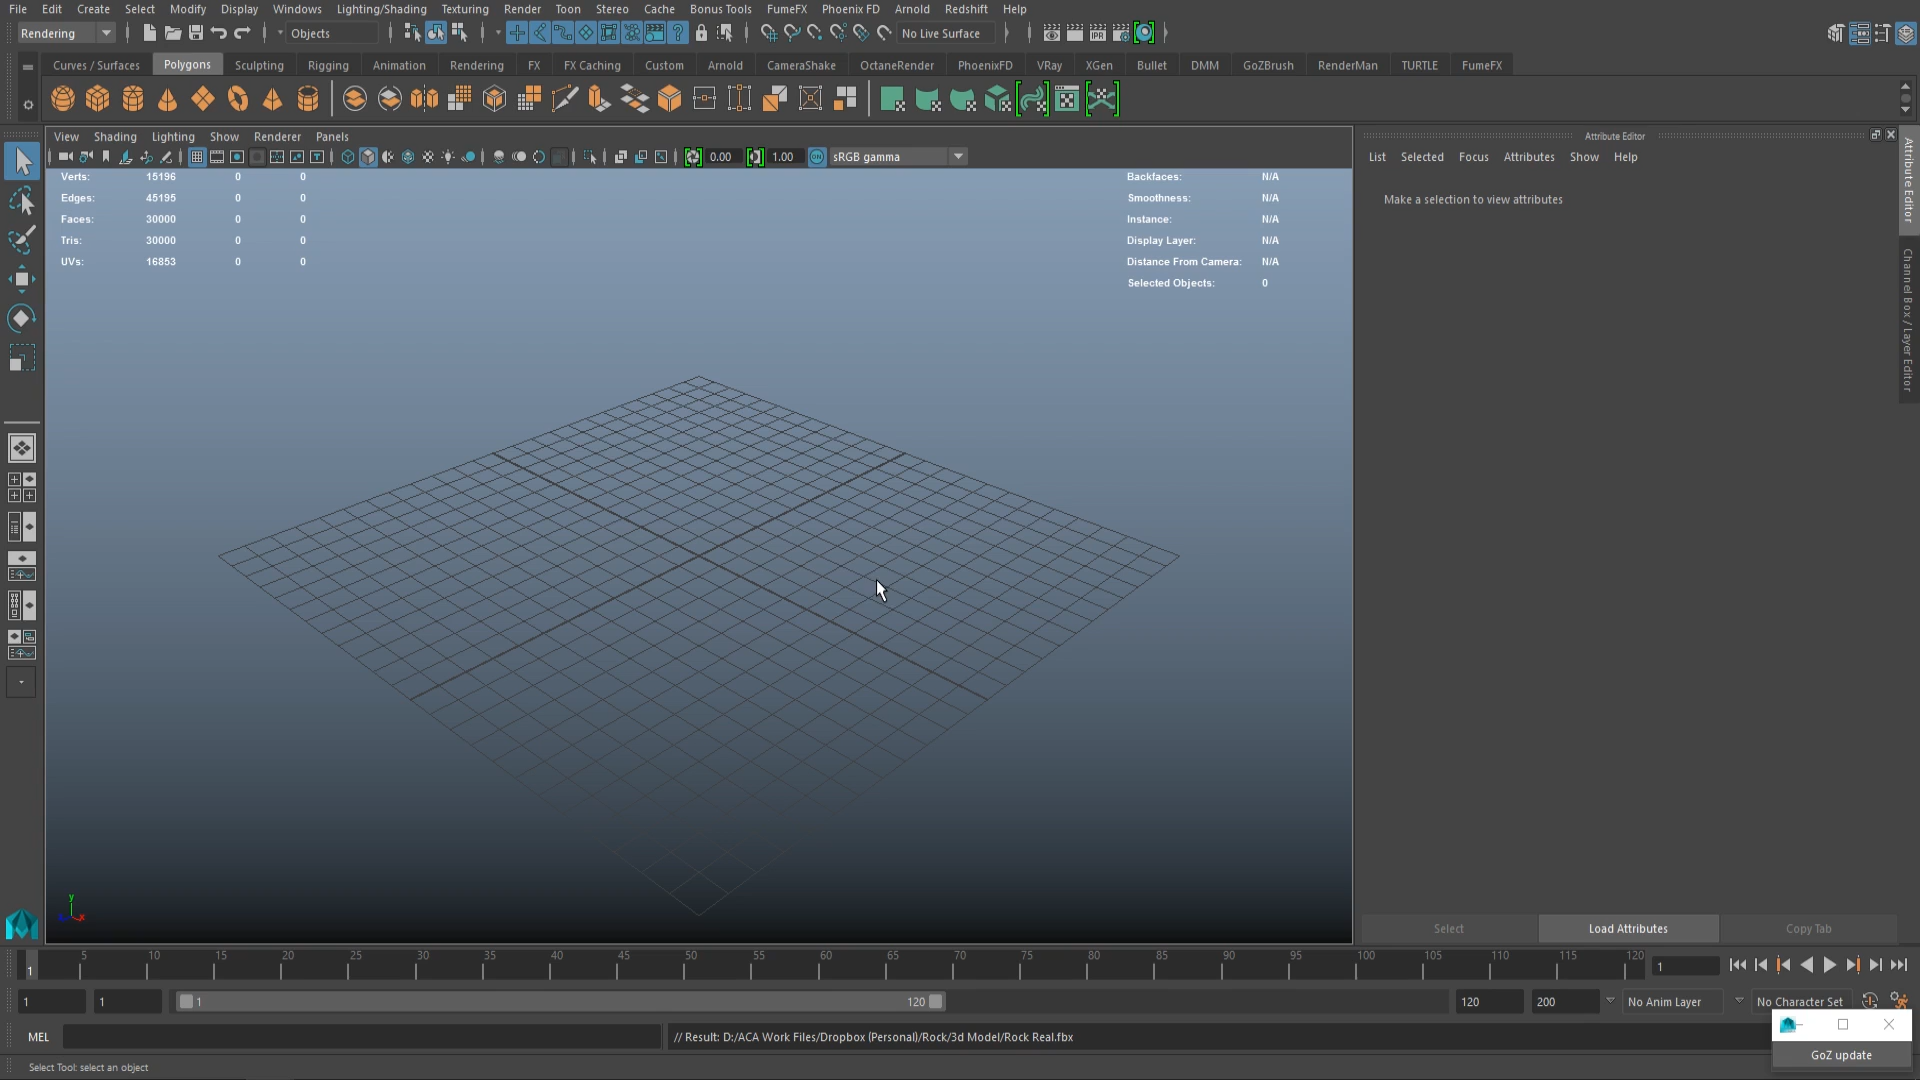 File Edit Create Select Modify Display Windows Lighting/Shading Texturing Render Toon Stereo Cache Bonus Tools FumeFX Phoenix FD Arnold Redshift Help
Rendering Objects No Live Surface
Curves / Surfaces Polygons Sculpting Rigging Animation Rendering FX FX Caching Custom Arnold CameraShake OctaneRender PhoenixFD VRay XGen Bullet DMM GoZBrush RenderMan TURTLE FumeFX
View Shading Lighting Show Renderer Panels
Attribute Editor
0.00 1.00 ON sRGB gamma
List Selected Focus Attributes Show Help
Make a selection to view attributes
Verts: 15196 0 0
Edges: 45195 0 0
Faces: 30000 0 0
Tris: 30000 0 0
UVs: 16853 0 0
Backfaces: N/A
Smoothness: N/A
Instance: N/A
Display Layer: N/A
Distance From Camera: N/A
Selected Objects: 0
Attribute Editor
Channel Box / Layer Editor
y
x
Select Load Attributes Copy Tab
1 5 10 15 20 25 30 35 40 45 50 55 60 65 70 75 80 85 90 95 100 105 110 115 120 1
1 1 1 120 120 200 No Anim Layer No Character Set
MEL // Result: D:/ACA Work Files/Dropbox (Personal)/Rock/3d Model/Rock Real.fbx
GoZ update
Select Tool: select an object